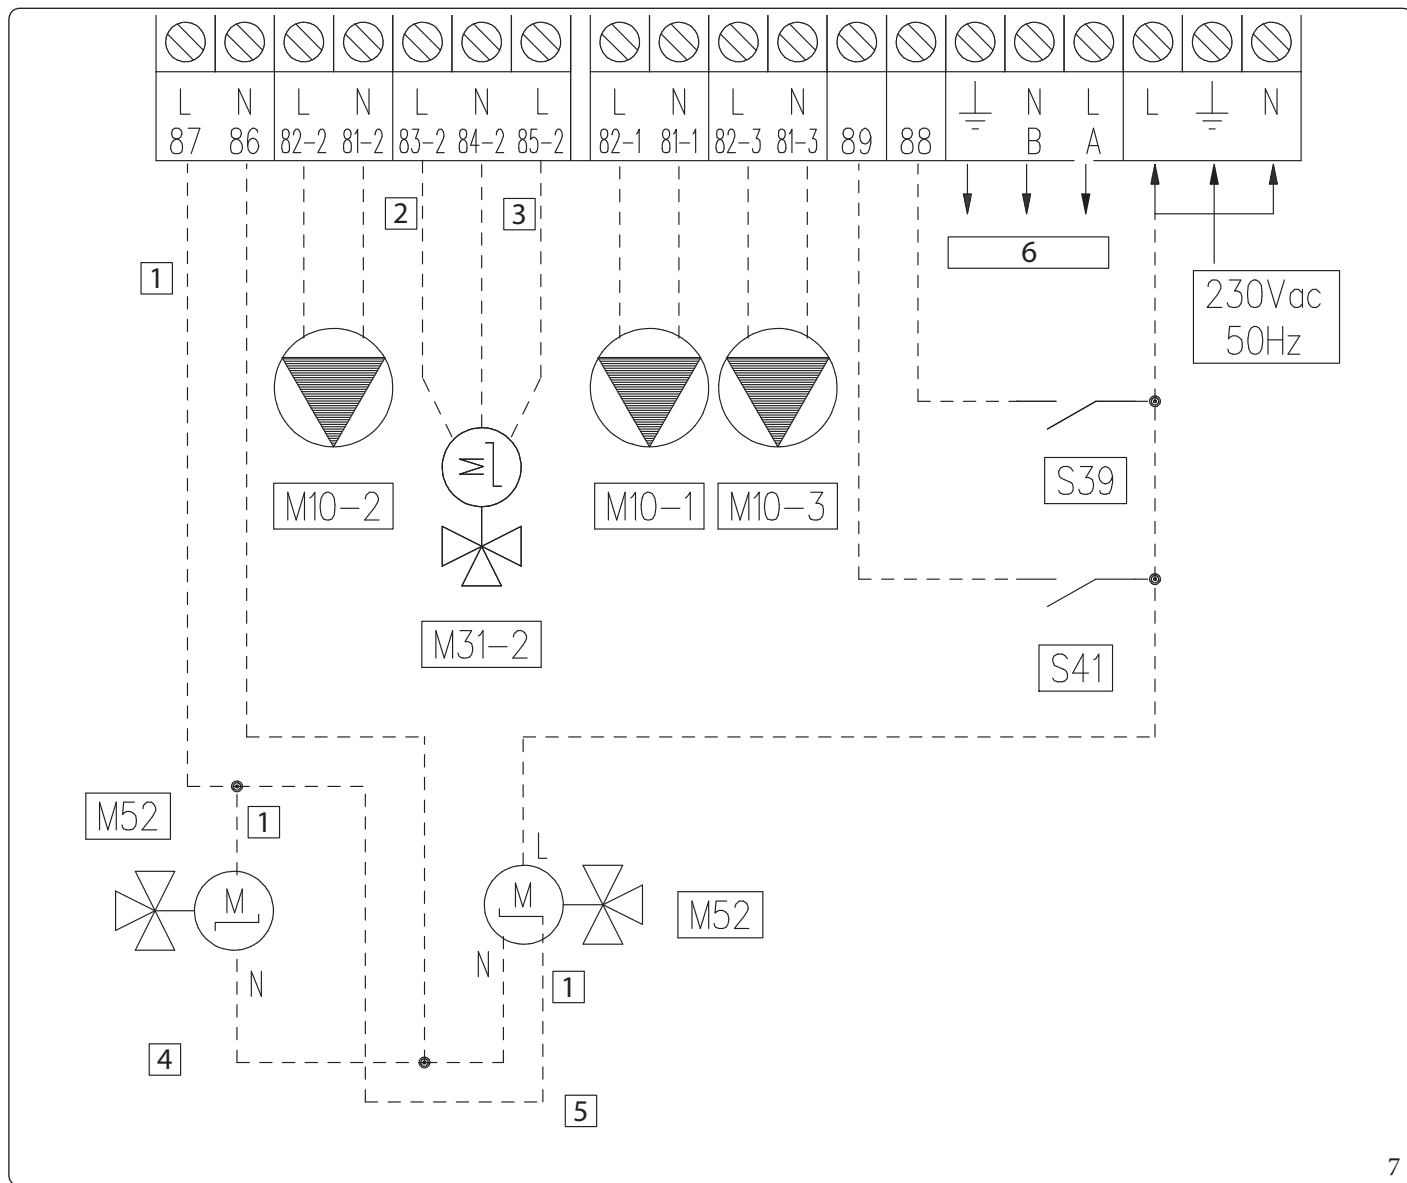 L N L N L N L L N L N N L L N
87 86 82-2 81-2 83-2 84-2 85-2 82-1 81-1 82-3 81-3 89 88 B A
2 3
6
1
230Vac
50Hz
S39
M10-2 M10-1 M10-3
M
M31-2
S41
M52 1
L
M M
M52
N N
1
4
5
7